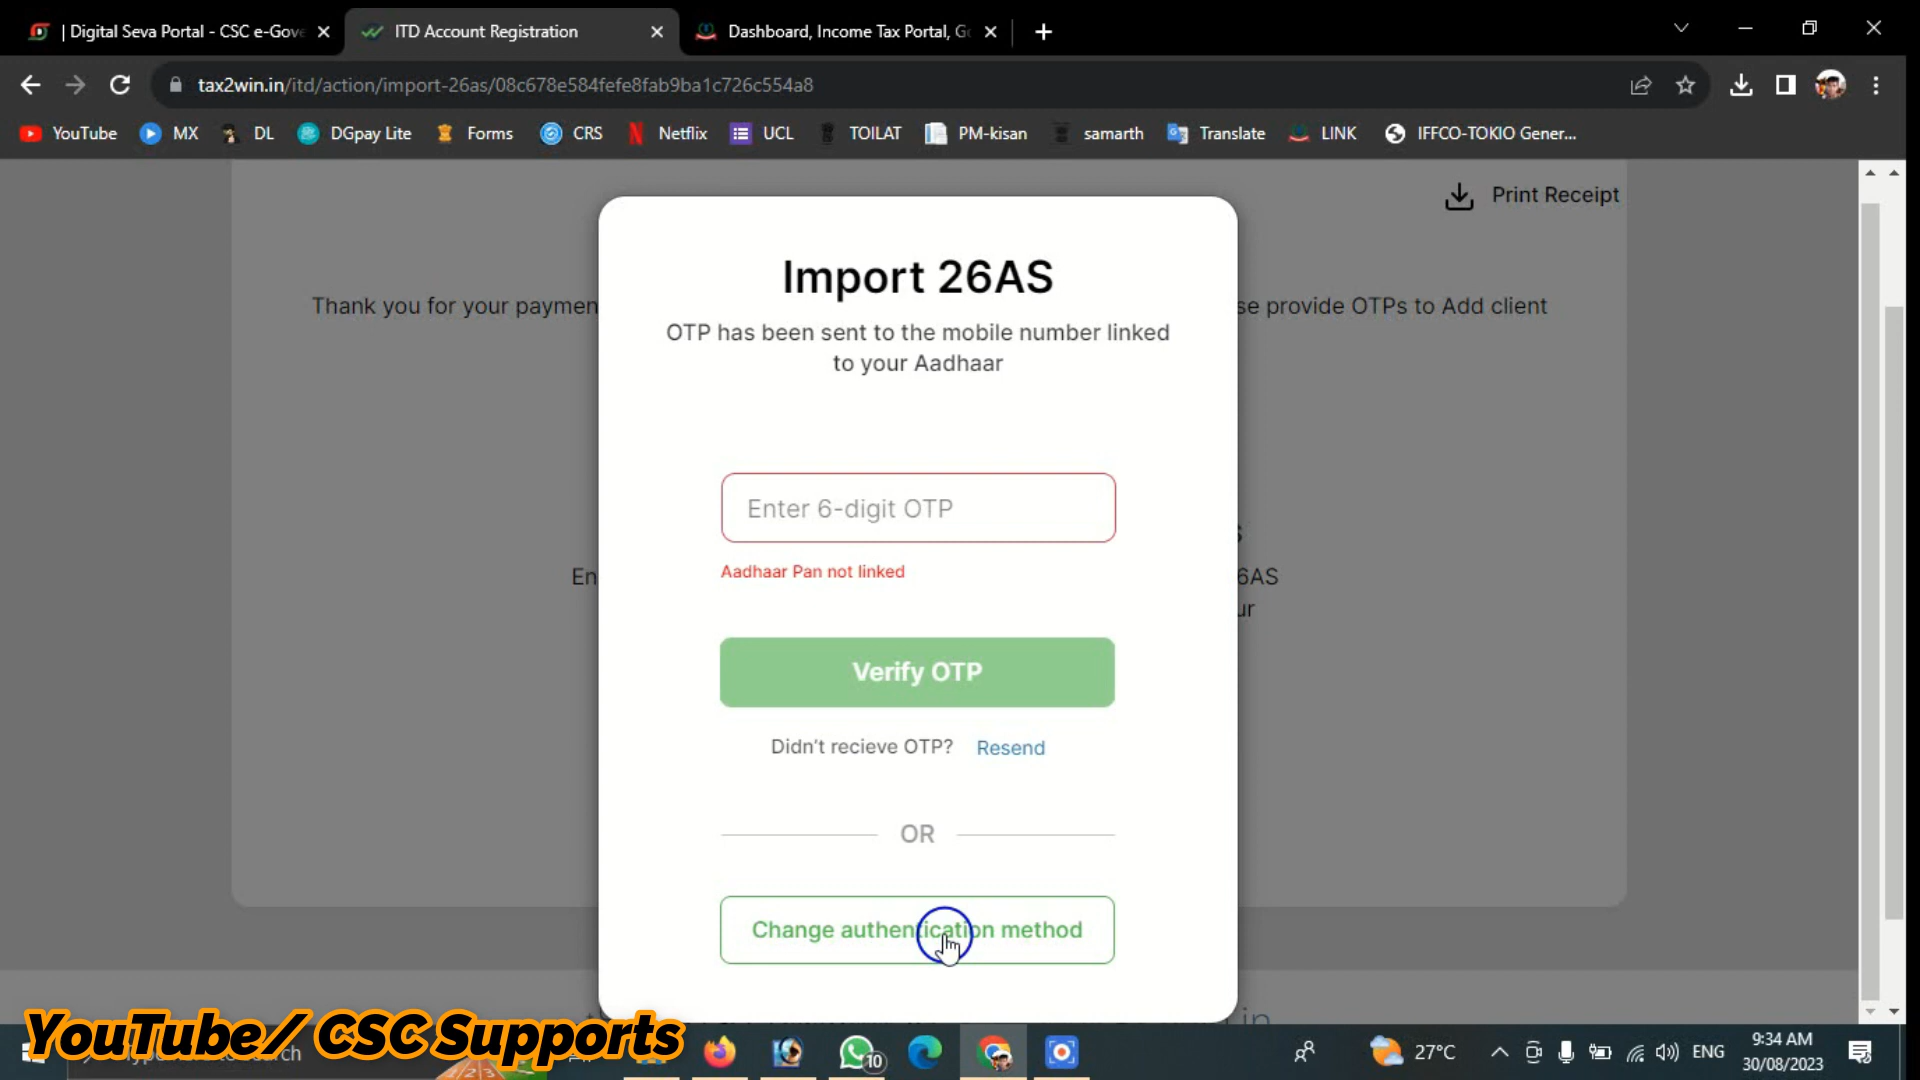 | Digital Seva Portal - CSC e-Gove
ITD Account Registration
Dashboard, Income Tax Portal, Go
tax2win.in/itd/action/import-26as/08c678e584fefe8fab9ba1c726c554a8
YouTube
MX
DL
DGpay Lite
Forms
CRS
Netflix
UCL
TOILAT
PM-kisan
samarth
Translate
LINK
IFFCO-TOKIO Gener...
Print Receipt
Import 26AS
Thank you for your paymen
se provide OTPs to Add client
OTP has been sent to the mobile number linked
to your Aadhaar
Enter 6-digit OTP
Aadhaar Pan not linked
En
6AS
ur
Verify OTP
Didn't recieve OTP? Resend
OR
Change authentication method
YouTube/ CSC Supports
10
27°C
ENG
9:34 AM
30/08/2023